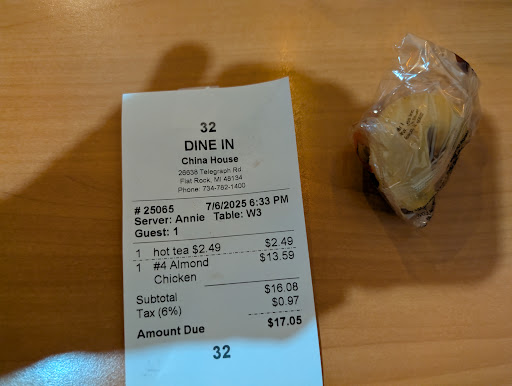 32
DINE IN
China House
26638 Telegraph Rd
Flat Rock, MI 48134
Phone: 734-782-1400
# 25065 7/6/2025 6:33 PM
Server: Annie Table: W3
Guest: 1
1 hot tea $2.49 $2.49
1 #4 Almond $13.59
Chicken
Subtotal $16.08
Tax (6%) $0.97
Amount Due $17.05
32